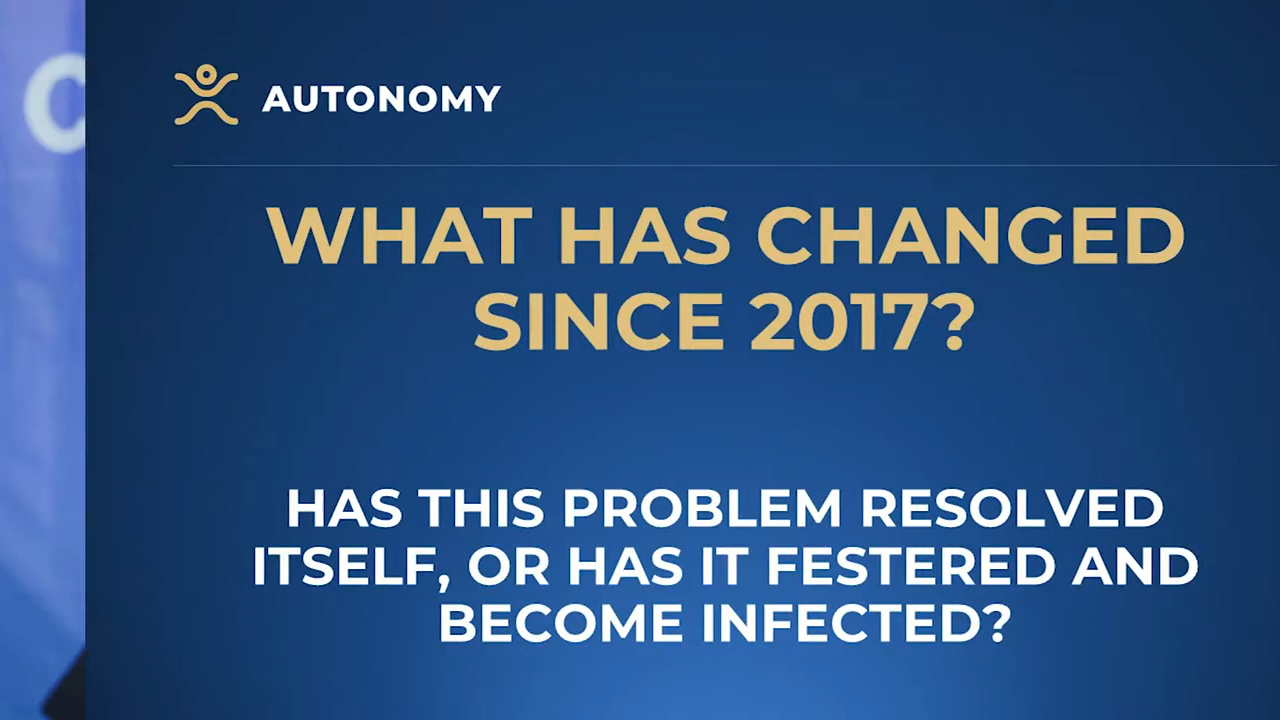 C
AUTONOMY
WHAT HAS CHANGED
SINCE 2017?
HAS THIS PROBLEM RESOLVED
ITSELF, OR HAS IT FESTERED AND
BECOME INFECTED?